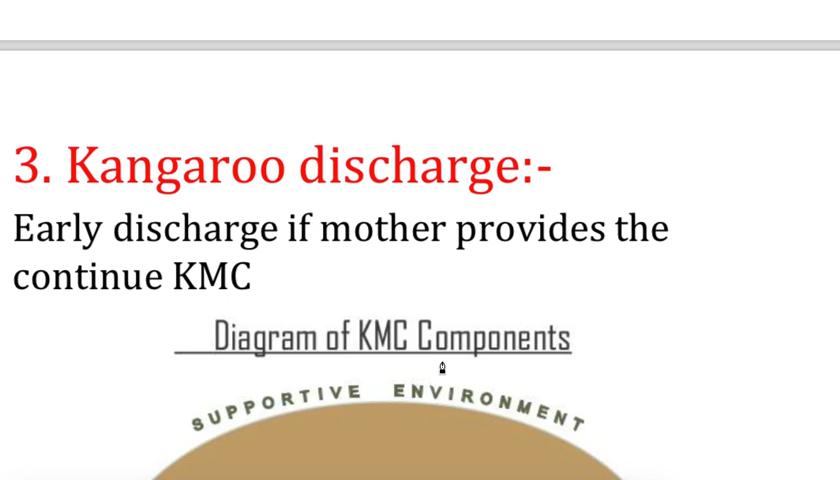 3. Kangaroo discharge:-
Early discharge if mother provides the
continue KMC
Diagram of KMC Components
SUPPORTIVE ENVIRONMENT